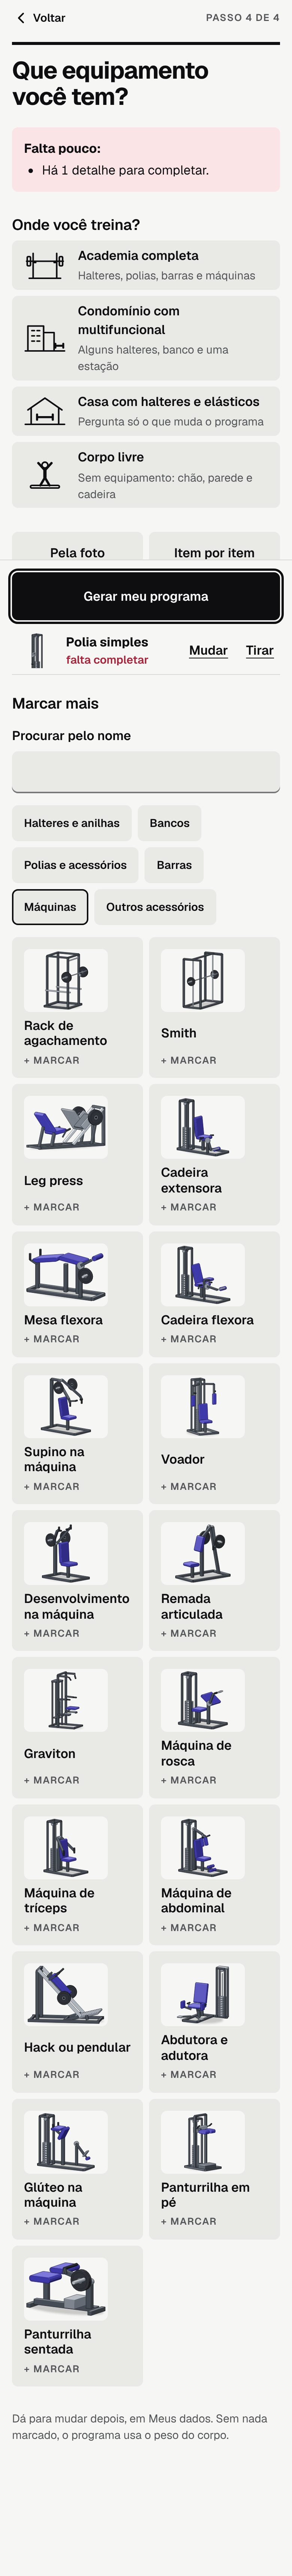 Voltar
PASSO 4 DE 4
Que equipamento
você tem?
Falta pouco:
• Há 1 detalhe para completar.
Onde você treina?
Academia completa
Halteres, polias, barras e máquinas
Condomínio com
multifuncional
Alguns halteres, banco e uma
estação
Casa com halteres e elásticos
Pergunta só o que muda o programa
Corpo livre
Sem equipamento: chão, parede e
cadeira
Pela foto
Item por item
Gerar meu programa
Polia simples
falta completar
Mudar
Tirar
Marcar mais
Procurar pelo nome
Halteres e anilhas
Bancos
Polias e acessórios
Barras
Máquinas
Outros acessórios
Rack de
agachamento
+ MARCAR
Smith
+ MARCAR
Leg press
+ MARCAR
Cadeira
extensora
+ MARCAR
Mesa flexora
+ MARCAR
Cadeira flexora
+ MARCAR
Supino na
máquina
+ MARCAR
Voador
+ MARCAR
Desenvolvimento
na máquina
+ MARCAR
Remada
articulada
+ MARCAR
Graviton
+ MARCAR
Máquina de
rosca
+ MARCAR
Máquina de
tríceps
+ MARCAR
Máquina de
abdominal
+ MARCAR
Hack ou pendular
+ MARCAR
Abdutora e
adutora
+ MARCAR
Glúteo na
máquina
+ MARCAR
Panturrilha em
pé
+ MARCAR
Panturrilha
sentada
+ MARCAR
Dá para mudar depois, em Meus dados. Sem nada
marcado, o programa usa o peso do corpo.